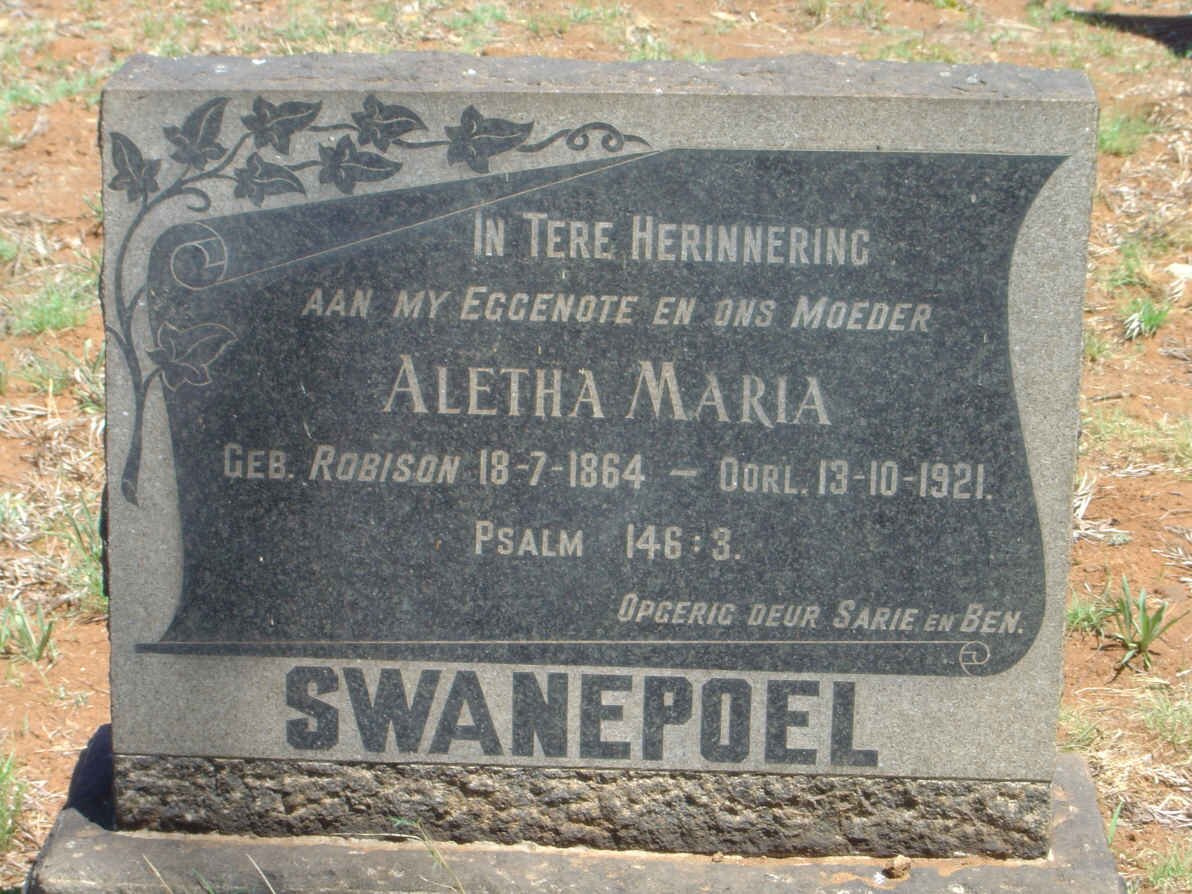 In Tere Herinnering
aan my Eggenote en ons Moeder
Aletha Maria
Geb. Robison 18-7-1864 — Oorl. 13-10-1921.
Psalm 146:3.
Opgerig deur Sarie en Ben.
SWANEPOEL